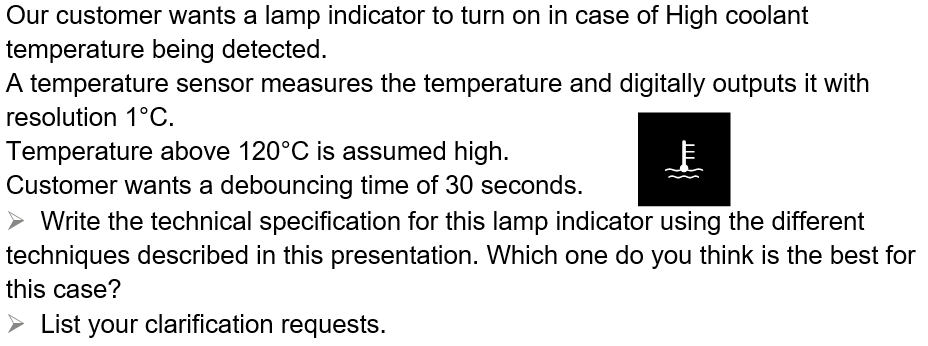 Our customer wants a lamp indicator to turn on in case of High coolant
temperature being detected.
A temperature sensor measures the temperature and digitally outputs it with
resolution 1°C.
Temperature above 120°C is assumed high.
Customer wants a debouncing time of 30 seconds.
➢ Write the technical specification for this lamp indicator using the different
techniques described in this presentation. Which one do you think is the best for
this case?
➢ List your clarification requests.